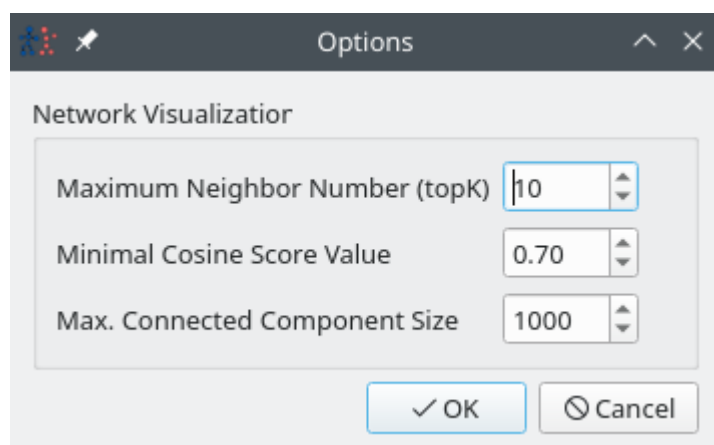 Options
Network Visualization
Maximum Neighbor Number (topK) 10
Minimal Cosine Score Value 0.70
Max. Connected Component Size 1000
OK Cancel